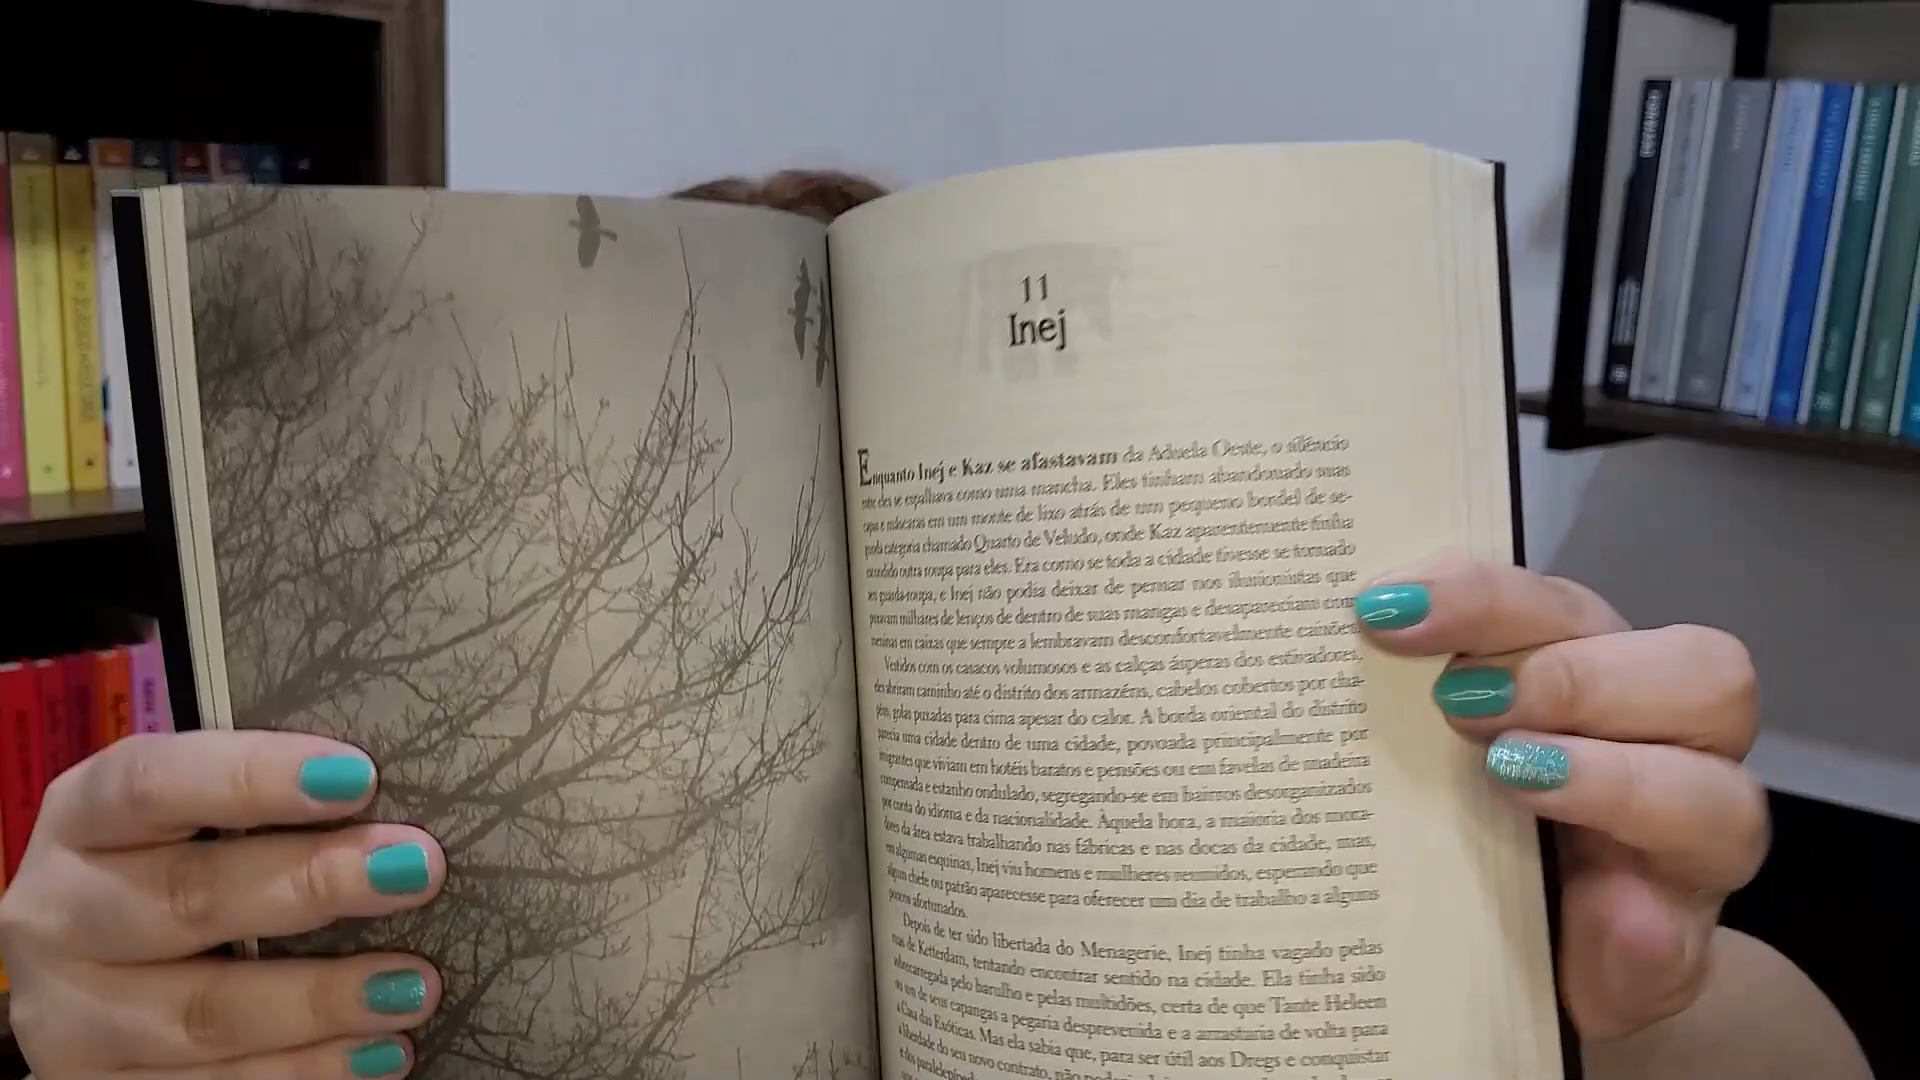 11
Inej
Enquanto Inej e Kaz se afastavam da Aduela Oeste, o silêncio
entre eles se espalhava como uma mancha. Eles tinham abandonado suas
capas e máscaras em um monte de lixo atrás de um pequeno bordel de se-
gunda categoria chamado Quarto de Veludo, onde Kaz aparentemente tinha
escondido outra roupa para eles. Era como se toda a cidade tivesse se tornado
seu guarda-roupa, e Inej não podia deixar de pensar nos ilusionistas que
puxavam milhares de lenços de dentro de suas mangas e desapareciam com
meninas em caixas que sempre a lembravam desconfortavelmente caixões.
Vestidos com os casacos volumosos e as calças ásperas dos estivadores,
eles abriram caminho até o distrito dos armazéns, cabelos cobertos por cha-
péus, golas puxadas para cima apesar do calor. A borda oriental do distrito
parecia uma cidade dentro de uma cidade, povoada principalmente por
imigrantes que viviam em hotéis baratos e pensões ou em favelas de madeira
compensada e estanho ondulado, segregando-se em bairros desorganizados
por conta do idioma e da nacionalidade. Àquela hora, a maioria dos mora-
dores da área estava trabalhando nas fábricas e nas docas da cidade, mas,
em algumas esquinas, Inej viu homens e mulheres reunidos, esperando que
algum chefe ou patrão aparecesse para oferecer um dia de trabalho a alguns
poucos afortunados.
Depois de ter sido libertada do Menagerie, Inej tinha vagado pelas
ruas de Ketterdam, tentando encontrar sentido na cidade. Ela tinha sido
sobrecarregada pelo barulho e pelas multidões, certa de que Tante Heleen
ou um de seus capangas a pegaria desprevenida e a arrastaria de volta para
a Casa das Exóticas. Mas ela sabia que, para ser útil aos Dregs e conquistar
a liberdade do seu novo contrato, não